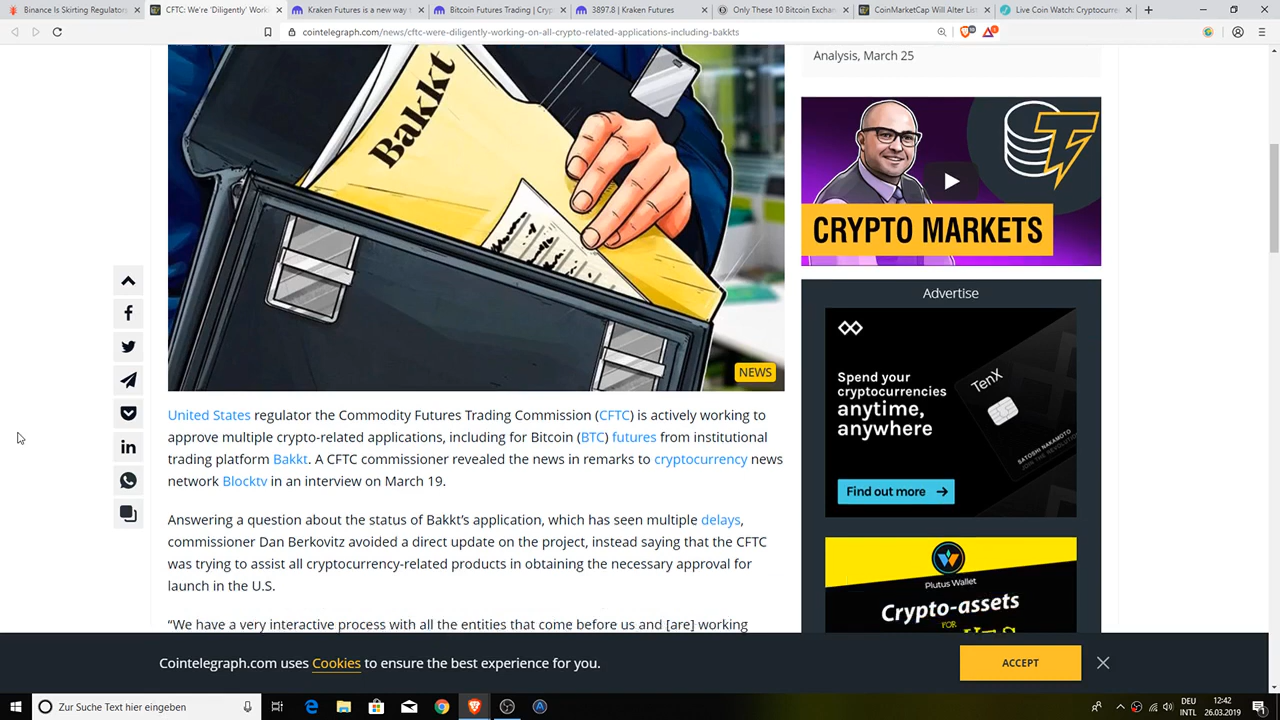 Binance Is Skirting Regulators
CFTC: We're 'Diligently' Work
Kraken Futures is a new way
Bitcoin Futures Trading | Cryp
3897.8 | Kraken Futures
Only These 10 Bitcoin Exchan
CoinMarketCap Will Alter List
Live Coin Watch: Cryptocurre
cointelegraph.com/news/cftc-were-diligently-working-on-all-crypto-related-applications-including-bakkts
Analysis, March 25
Bakkt
NEWS
CRYPTO MARKETS
Advertise
Spend your
cryptocurrencies
anytime,
anywhere
TenX
SATOSHI NAKAMOTO
Find out more →
Plutus Wallet
Crypto-assets
FOR
United States regulator the Commodity Futures Trading Commission (CFTC) is actively working to
approve multiple crypto-related applications, including for Bitcoin (BTC) futures from institutional
trading platform Bakkt. A CFTC commissioner revealed the news in remarks to cryptocurrency news
network Blocktv in an interview on March 19.
Answering a question about the status of Bakkt's application, which has seen multiple delays,
commissioner Dan Berkovitz avoided a direct update on the project, instead saying that the CFTC
was trying to assist all cryptocurrency-related products in obtaining the necessary approval for
launch in the U.S.
“We have a very interactive process with all the entities that come before us and [are] working
Cointelegraph.com uses Cookies to ensure the best experience for you.
ACCEPT
Zur Suche Text hier eingeben
DEU
INTL
12:42
26.03.2019